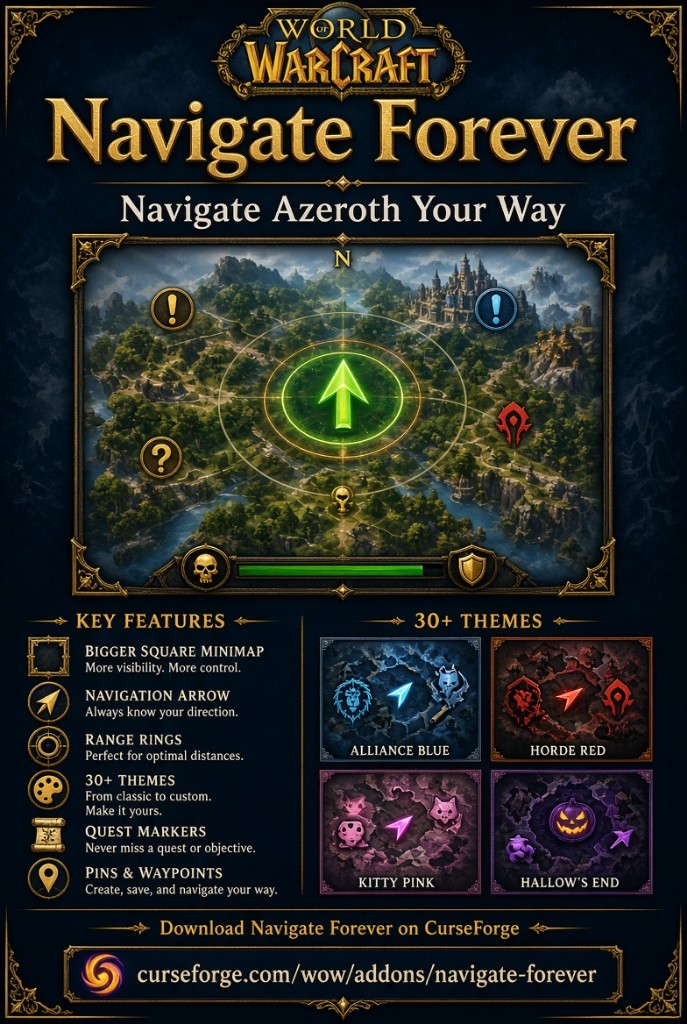 WORLD
OF
WARCRAFT
Navigate Forever
Navigate Azeroth Your Way
N
KEY FEATURES
BIGGER SQUARE MINIMAP
More visibility. More control.
NAVIGATION ARROW
Always know your direction.
RANGE RINGS
Perfect for optimal distances.
30+ THEMES
From classic to custom.
Make it yours.
QUEST MARKERS
Never miss a quest or objective.
PINS & WAYPOINTS
Create, save, and navigate your way.
30+ THEMES
ALLIANCE BLUE
HORDE RED
KITTY PINK
HALLOW'S END
Download Navigate Forever on CurseForge
curseforge.com/wow/addons/navigate-forever